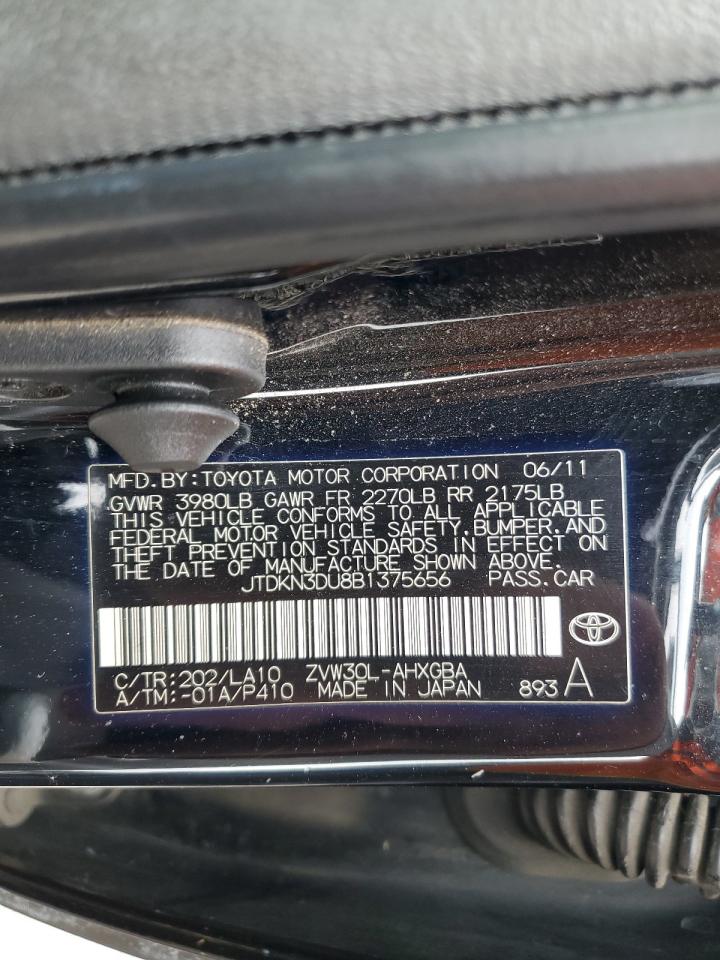 MFD.BY:TOYOTA MOTOR CORPORATION 06/11
GVWR 3980LB GAWR FR 2270LB RR 2175LB
THIS VEHICLE CONFORMS TO ALL APPLICABLE
FEDERAL MOTOR VEHICLE SAFETY,BUMPER,AND
THEFT PREVENTION STANDARDS IN EFFECT ON
THE DATE OF MANUFACTURE SHOWN ABOVE.
JTDKN3DU8B1375656 PASS.CAR
C/TR:202/LA10 ZVW30L-AHXGBA
A/TM:-01A/P410 MADE IN JAPAN 893 A